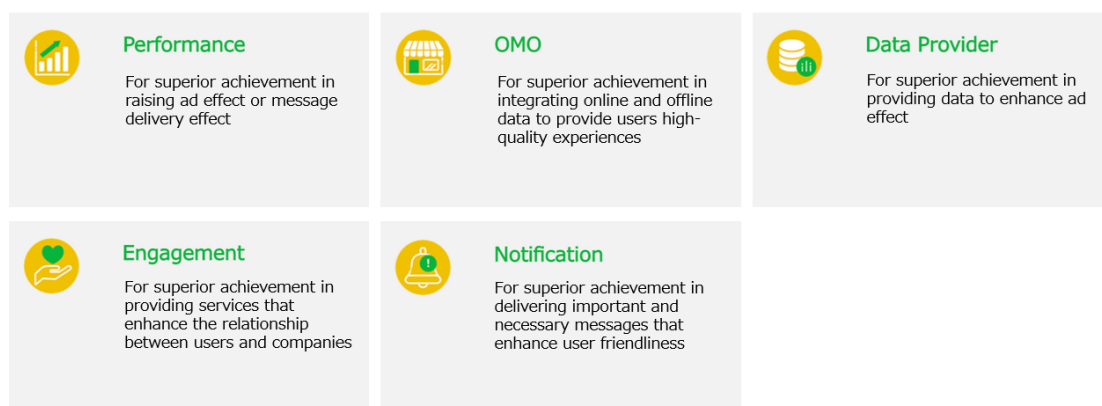 Performance
For superior achievement in
raising ad effect or message
delivery effect
OMO
For superior achievement in
integrating online and offline
data to provide users high-
quality experiences
Data Provider
For superior achievement in
providing data to enhance ad
effect
Engagement
For superior achievement in
providing services that
enhance the relationship
between users and companies
Notification
For superior achievement in
delivering important and
necessary messages that
enhance user friendliness